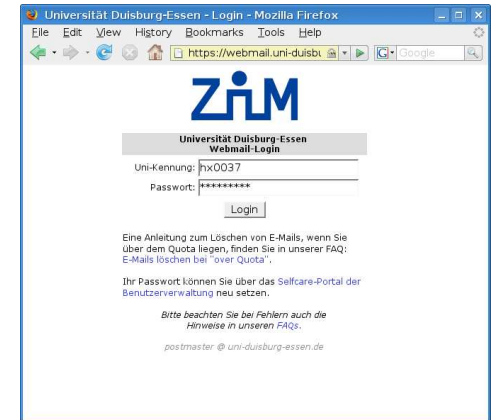 Universität Duisburg-Essen - Login - Mozilla Firefox
File Edit View History Bookmarks Tools Help
https://webmail.uni-duisbu G Google
ZIM
Universität Duisburg-Essen
Webmail-Login
Uni-Kennung: hx0037
Passwort: *********
Login
Eine Anleitung zum Löschen von E-Mails, wenn Sie
über dem Quota liegen, finden Sie in unserer FAQ:
E-Mails löschen bei "over Quota".
Ihr Passwort können Sie über das Selfcare-Portal der
Benutzerverwaltung neu setzen.
Bitte beachten Sie bei Fehlern auch die
Hinweise in unseren FAQs.
postmaster @ uni-duisburg-essen.de